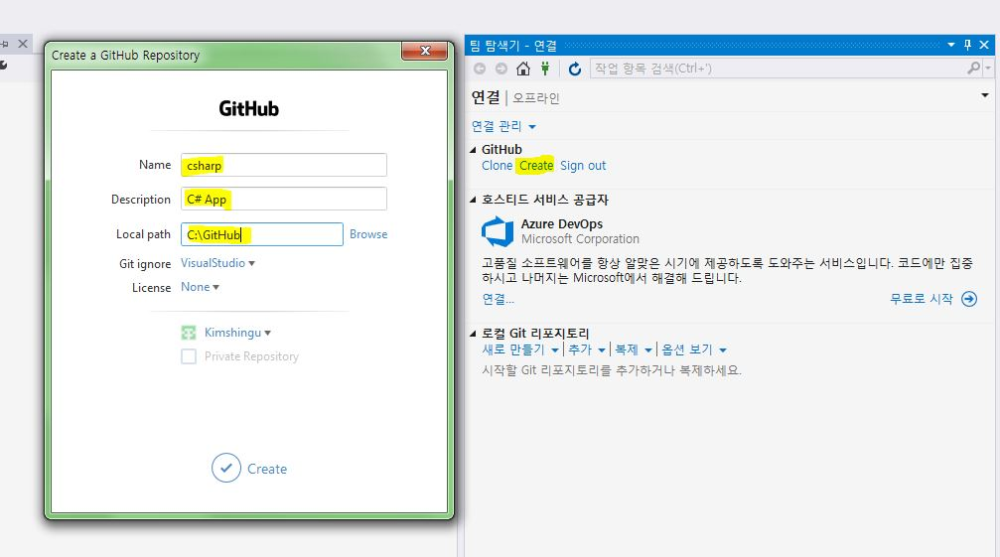 Create a GitHub Repository
GitHub
Name csharp
Description C# App
Local path C:\GitHub Browse
Git ignore VisualStudio
License None
Kimshingu
Private Repository
Create
팀 탐색기 - 연결
작업 항목 검색(Ctrl+')
연결 | 오프라인
연결 관리
GitHub
Clone Create Sign out
호스티드 서비스 공급자
Azure DevOps
Microsoft Corporation
고품질 소프트웨어를 항상 알맞은 시기에 제공하도록 도와주는 서비스입니다. 코드에만 집중
하시고 나머지는 Microsoft에서 해결해 드립니다.
연결... 무료로 시작
로컬 Git 리포지토리
새로 만들기 | 추가 | 복제 | 옵션 보기
시작할 Git 리포지토리를 추가하거나 복제하세요.